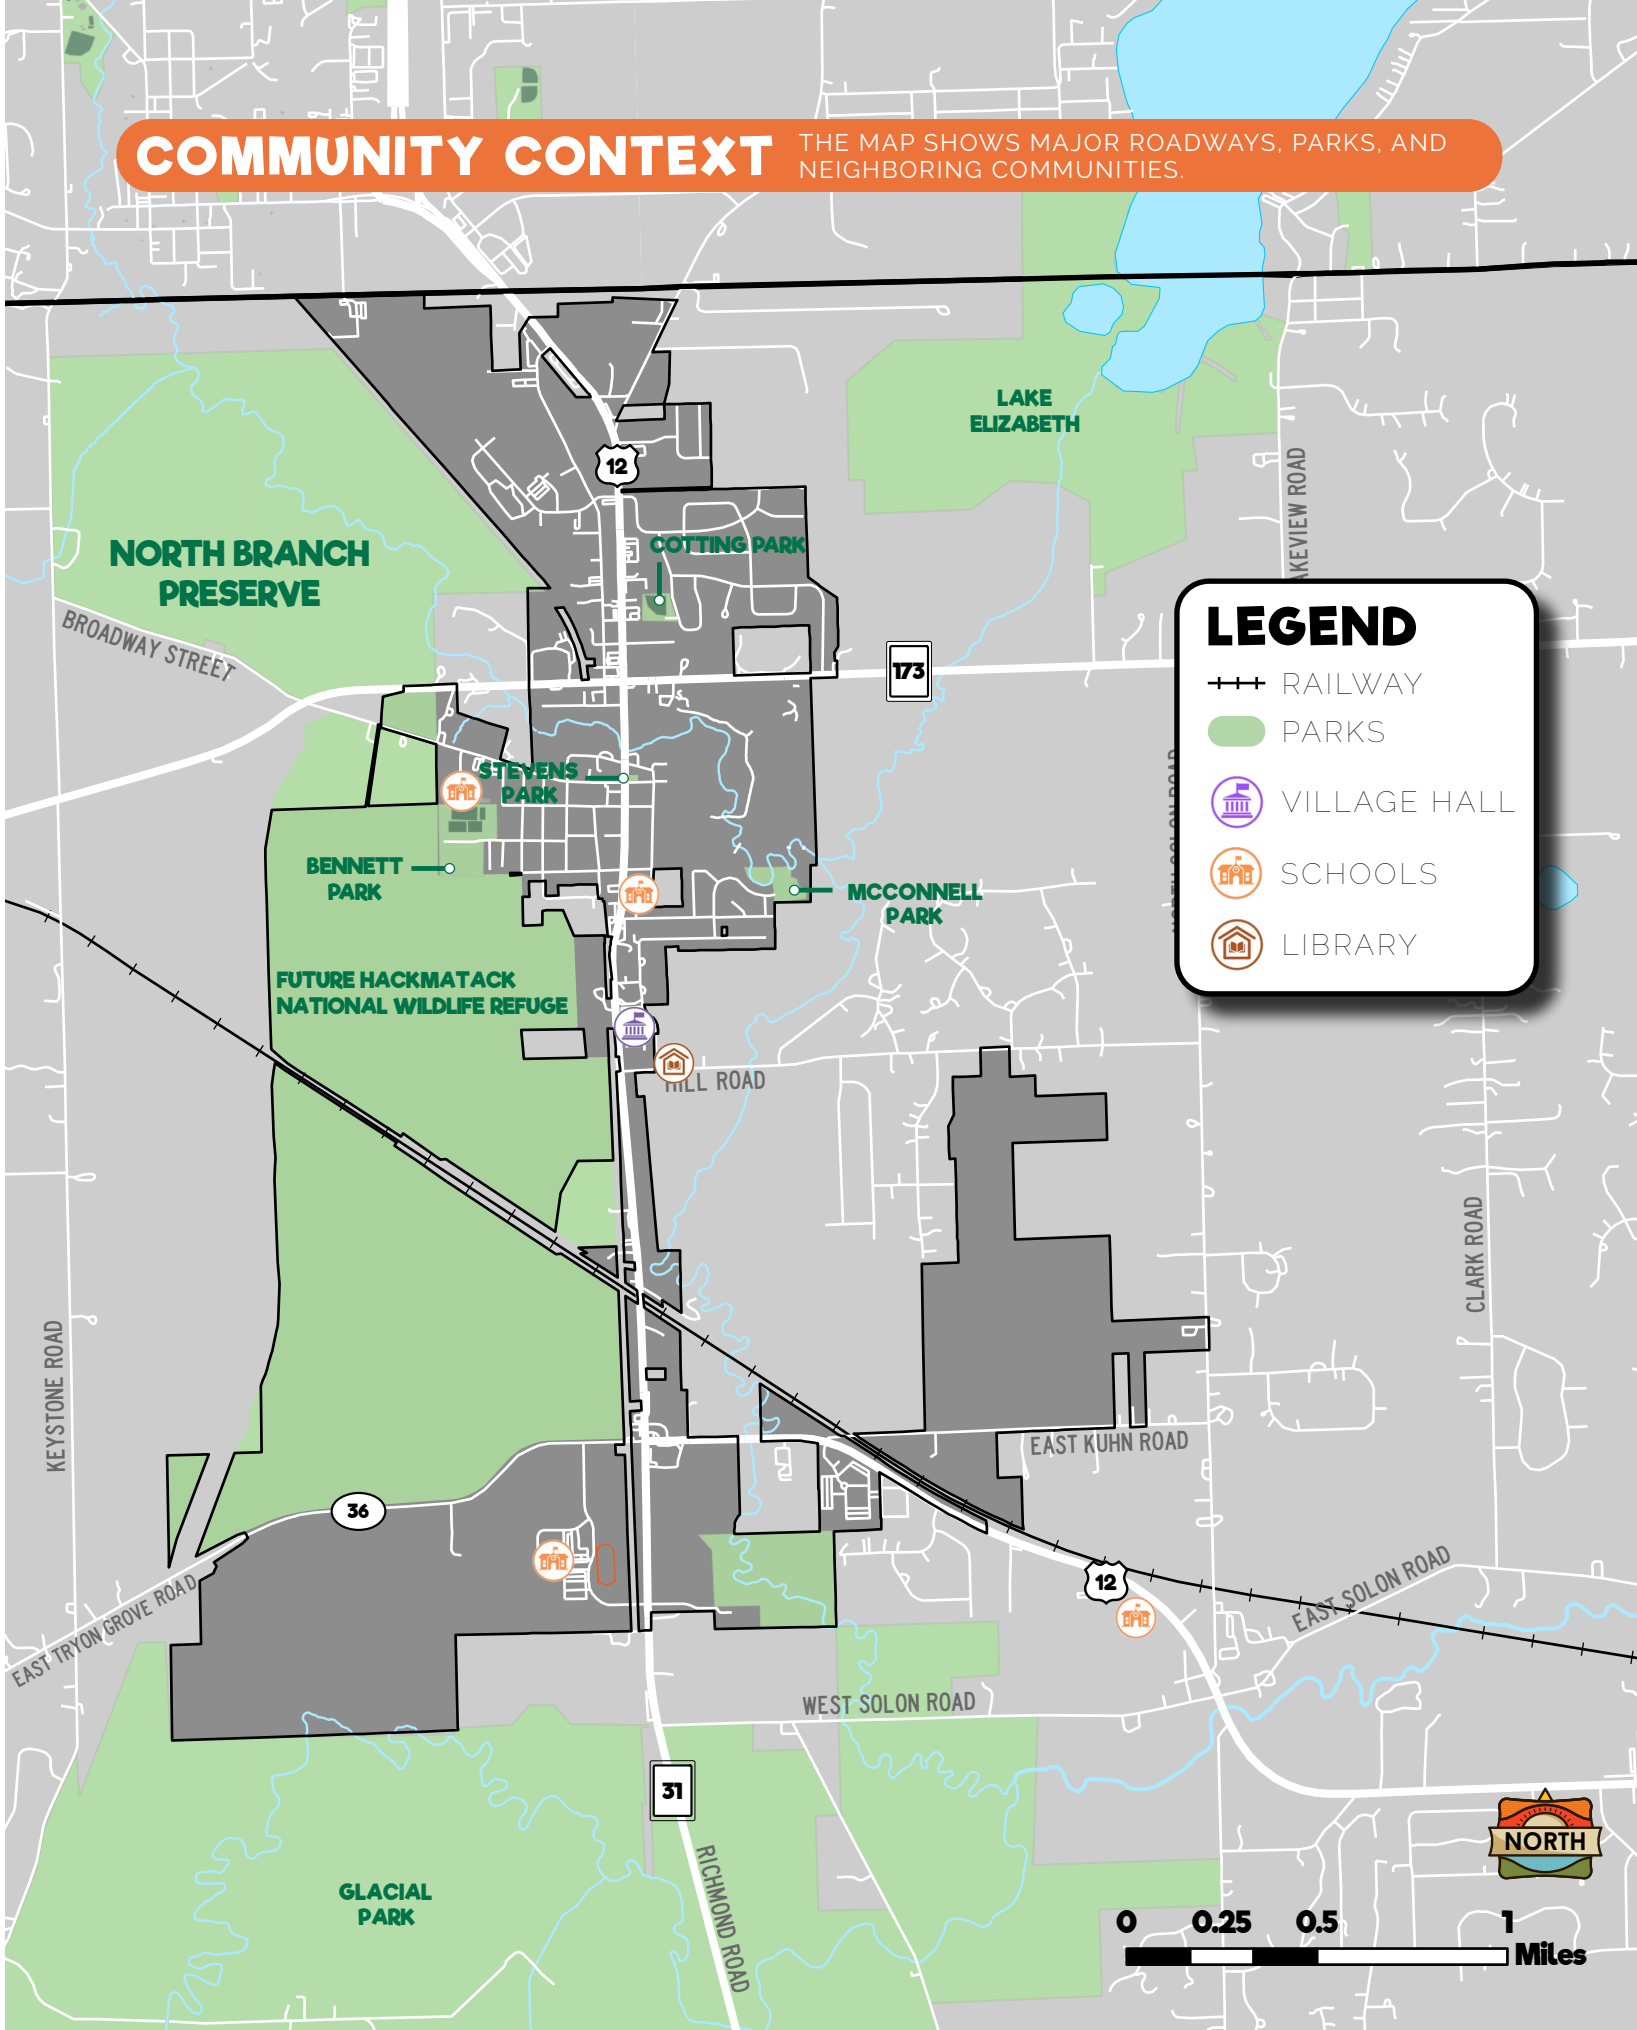 COMMUNITY CONTEXT
THE MAP SHOWS MAJOR ROADWAYS, PARKS, AND
NEIGHBORING COMMUNITIES.
LAKE
ELIZABETH
12
COTTING PARK
NORTH BRANCH
PRESERVE
BROADWAY STREET
173
LEGEND
RAILWAY
PARKS
VILLAGE HALL
SCHOOLS
LIBRARY
STEVENS
PARK
BENNETT
PARK
MCCONNELL
PARK
FUTURE HACKMATACK
NATIONAL WILDLIFE REFUGE
HILL ROAD
CLARK ROAD
KEYSTONE ROAD
EAST KUHN ROAD
36
12
EAST SOLON ROAD
EAST TRYON GROVE ROAD
WEST SOLON ROAD
31
RICHMOND ROAD
GLACIAL
PARK
NORTH
0 0.25 0.5 1
Miles